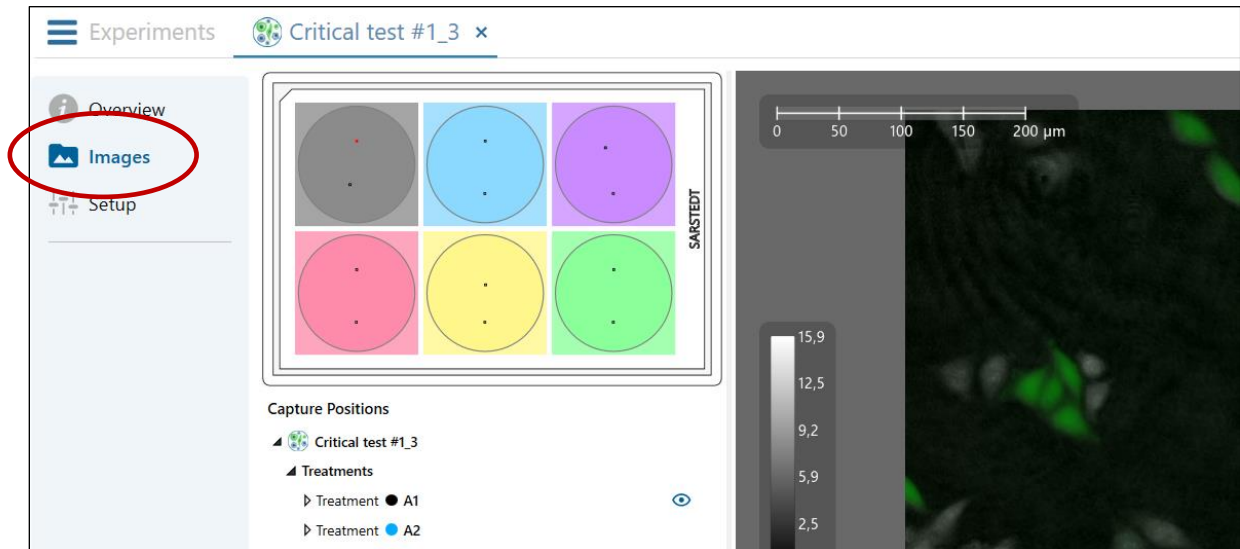 Experiments
Critical test #1_3 ×
Overview
Images
Setup
SARSTEDT
Capture Positions
Critical test #1_3
Treatments
Treatment A1
Treatment A2
0 50 100 150 200 µm
15,9
12,5
9,2
5,9
2,5